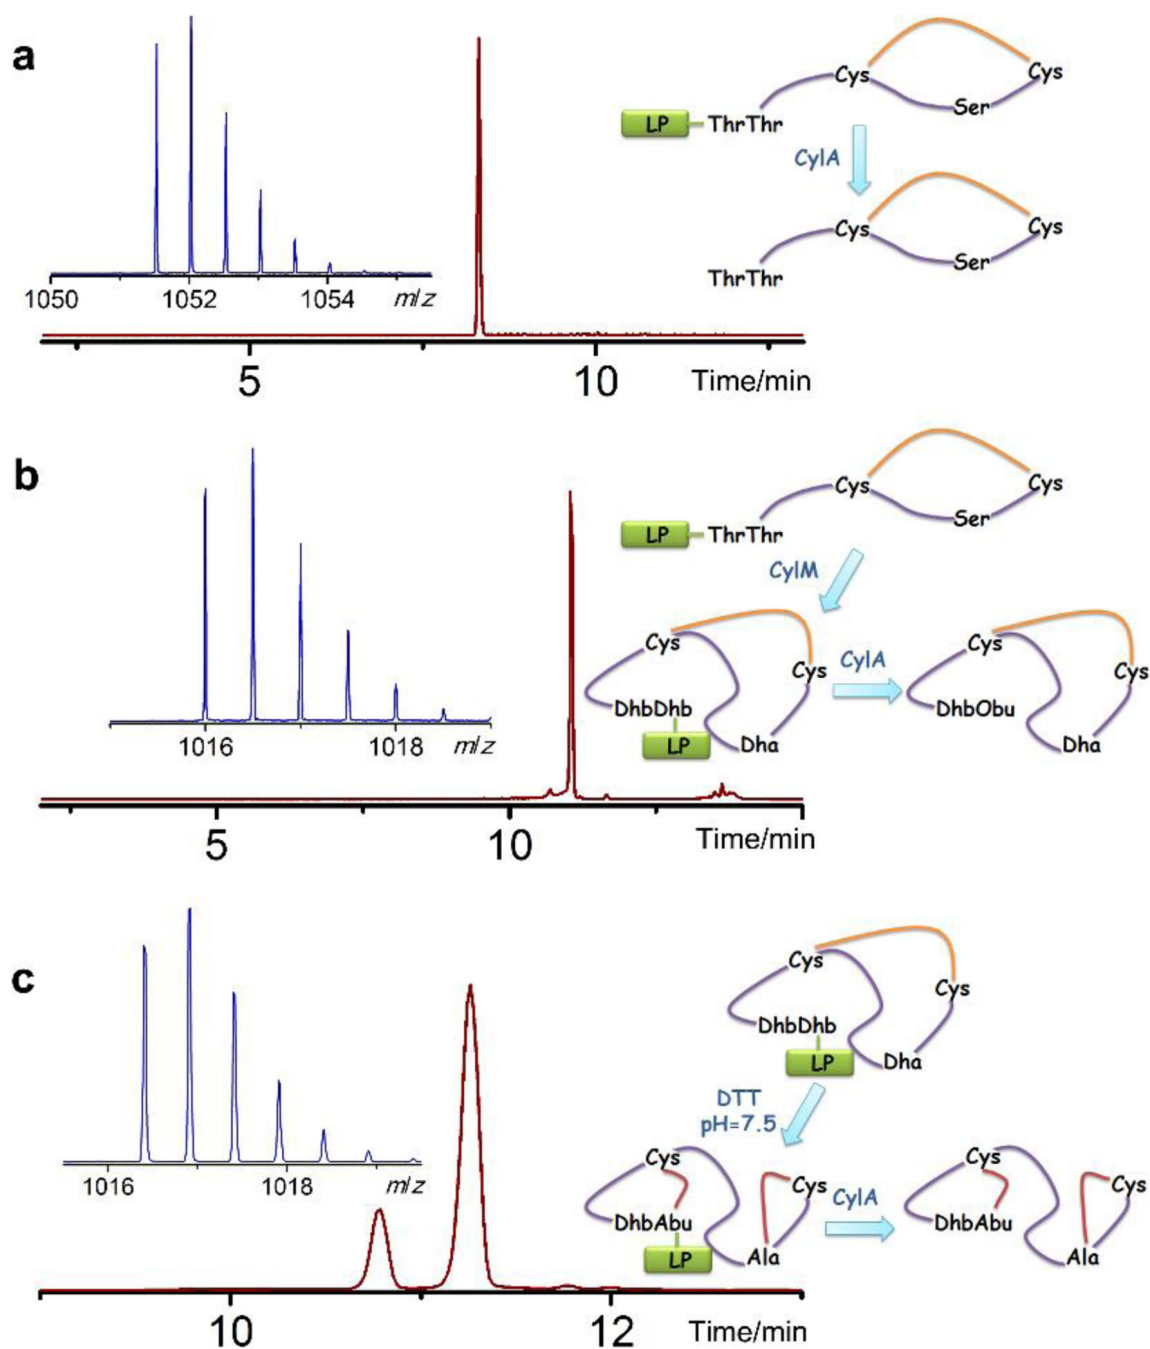 a
Cys
Cys
Ser
LP
ThrThr
CylA
Cys
Cys
Ser
ThrThr
1050
1052
1054
m/z
5
10
Time/min
b
Cys
Cys
Ser
LP
ThrThr
CylM
Cys
Cys
DhbDhb
LP
Dha
CylA
Cys
Cys
DhbObu
Dha
1016
1018
m/z
5
10
Time/min
c
Cys
Cys
DhbDhb
LP
Dha
DTT
pH=7.5
Cys
Cys
DhbAbu
LP
Ala
CylA
Cys
Cys
DhbAbu
Ala
1016
1018
m/z
10
12
Time/min